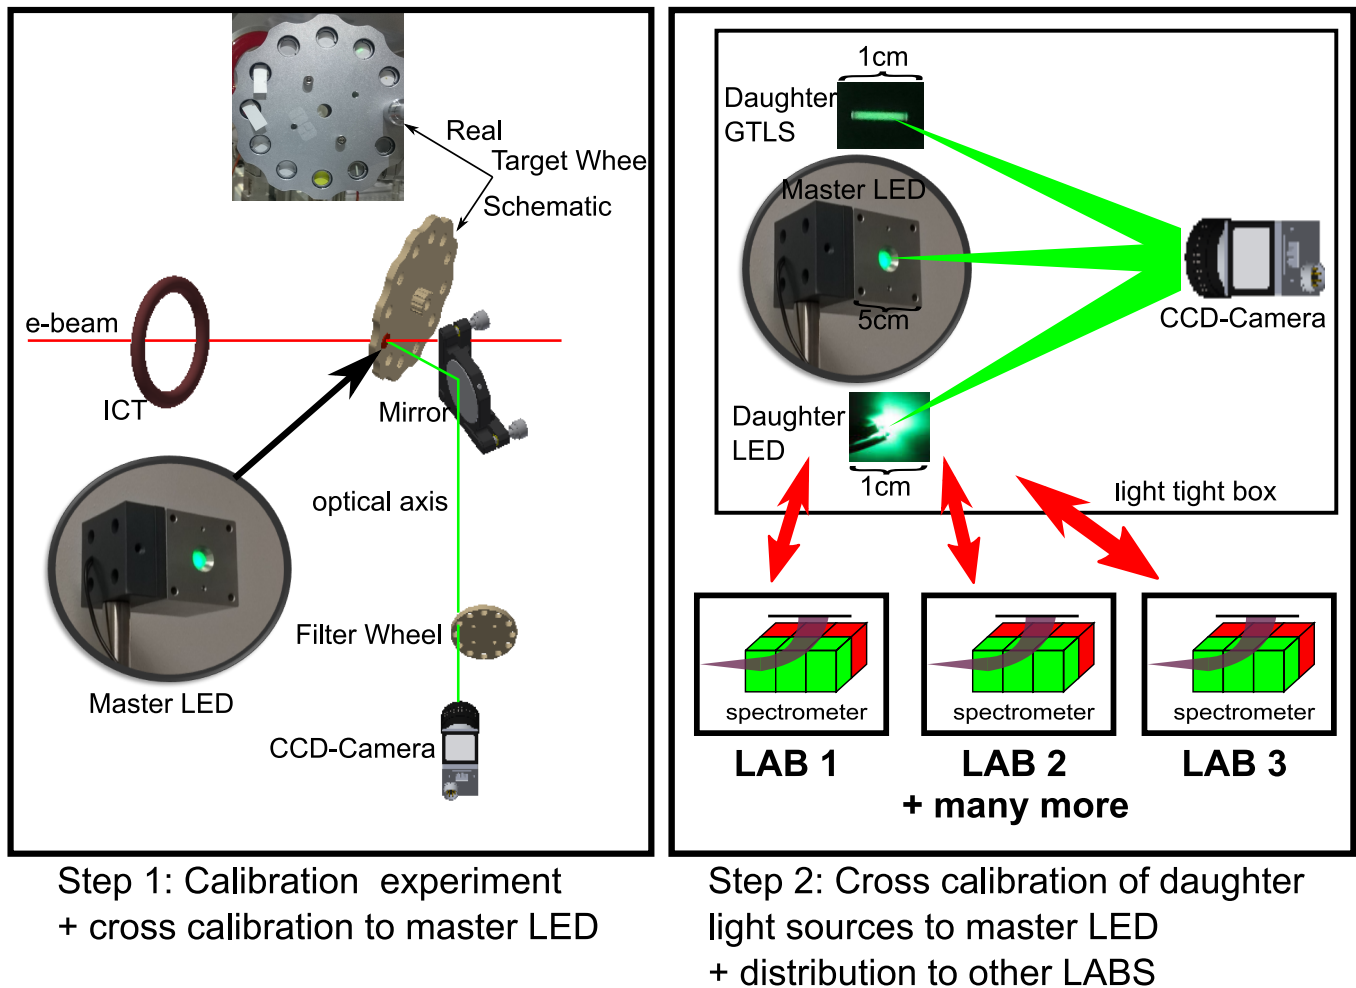 Real
Target Whee
Schematic
e-beam
ICT
Mirror
optical axis
Filter Wheel
Master LED
CCD-Camera
Step 1: Calibration experiment
+ cross calibration to master LED
1cm
Daughter
GTLS
Master LED
5cm
CCD-Camera
Daughter
LED
1cm
light tight box
spectrometer
spectrometer
spectrometer
LAB 1
LAB 2
LAB 3
+ many more
Step 2: Cross calibration of daughter
light sources to master LED
+ distribution to other LABS